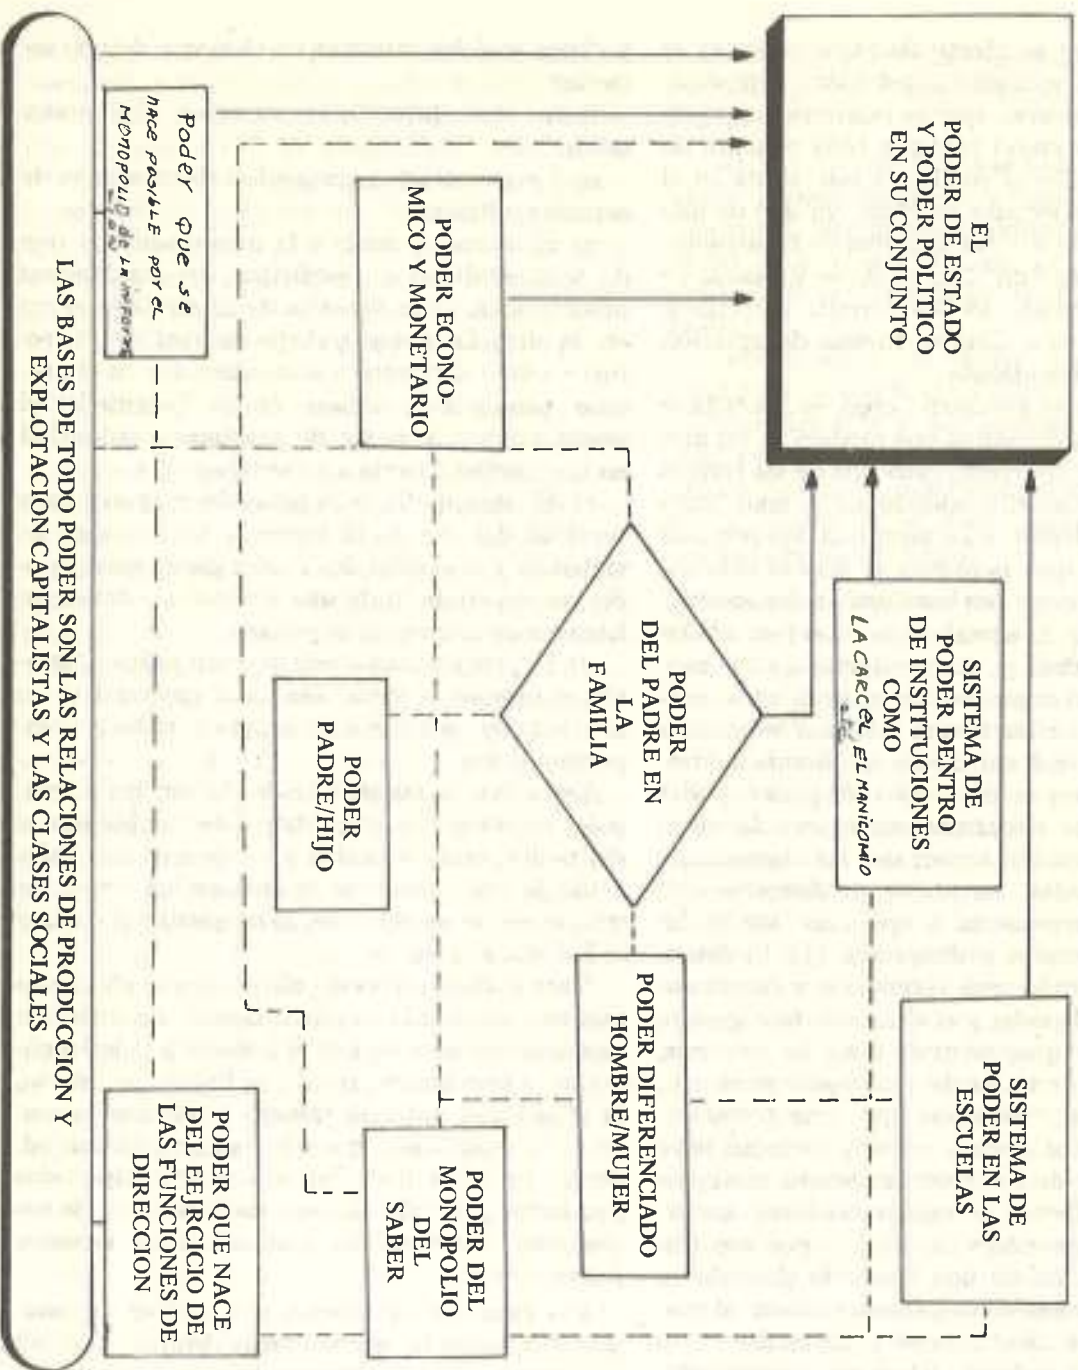 EL
PODER DE ESTADO
Y PODER POLITICO
EN SU CONJUNTO
SISTEMA DE
PODER EN LAS
ESCUELAS
SISTEMA DE
PODER DENTRO
DE INSTITUCIONES
COMO
LA CARCEL, EL MANICOMIO
PODER
DEL PADRE EN
LA
FAMILIA
PODER DIFERENCIADO
HOMBRE/MUJER
PODER ECONO-
MICO Y MONETARIO
PODER
PADRE/HIJO
PODER DEL
MONOPOLIO
DEL
SABER
Poder que se
hace posible por el
monopolio de la informa
cion
PODER QUE NACE
DEL EEJRCICIO DE
LAS FUNCIONES DE
DIRECCION
LAS BASES DE TODO PODER SON LAS RELACIONES DE PRODUCCION Y
EXPLOTACION CAPITALISTAS Y LAS CLASES SOCIALES